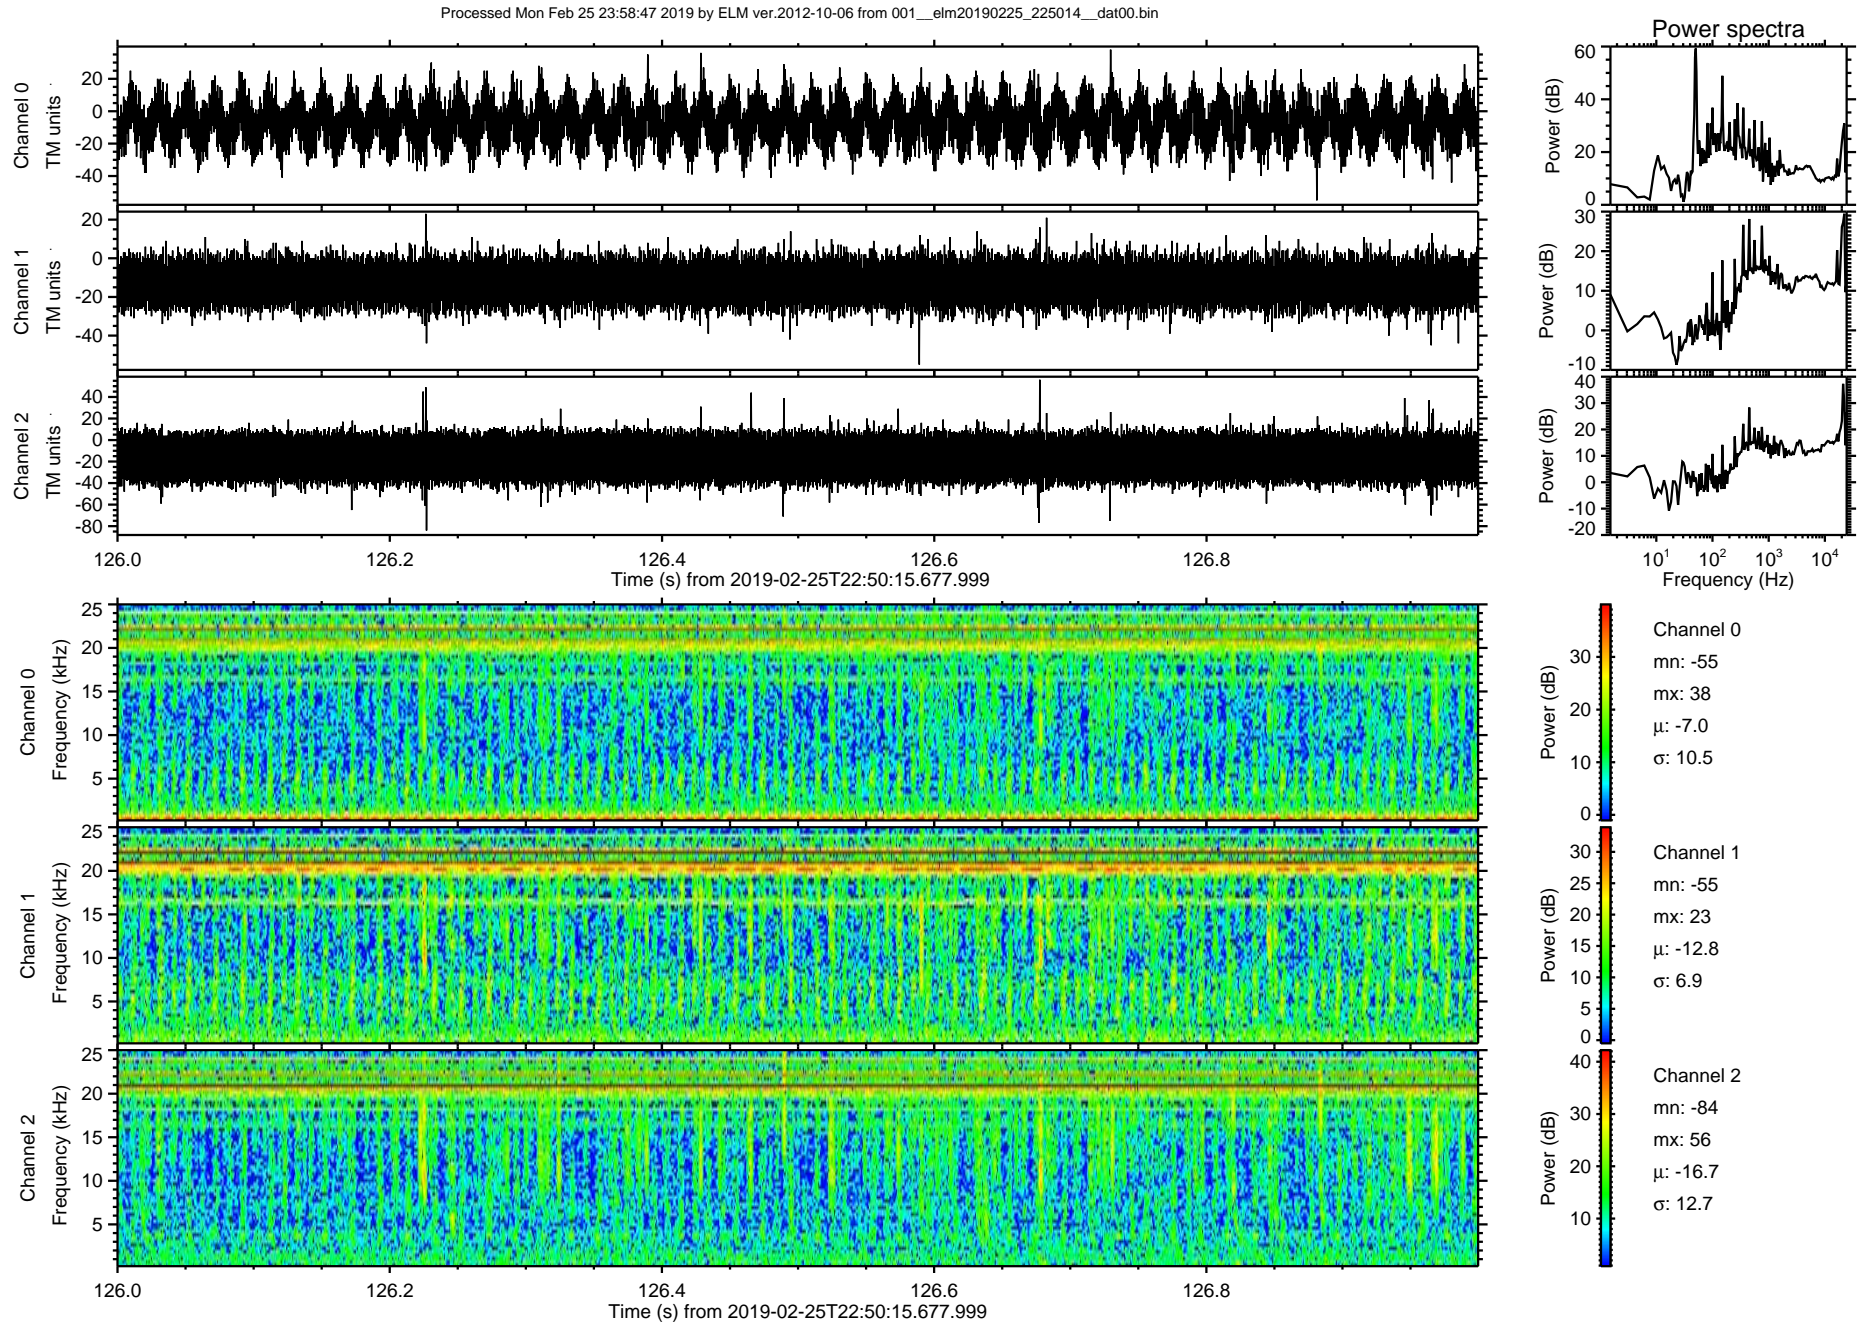 Processed Mon Feb 25 23:58:47 2019 by ELM ver.2012-10-06 from 001__elm20190225_225014__dat00.bin
Power spectra
Channel 0
TM units
20
0
-20
-40
Power (dB)
60
40
20
0
Channel 1
TM units
20
0
-20
-40
Power (dB)
30
20
10
0
-10
Channel 2
TM units
40
20
0
-20
-40
-60
-80
Power (dB)
40
30
20
10
0
-10
-20
126.0 126.2 126.4 126.6 126.8
Time (s) from 2019-02-25T22:50:15.677.999
10^1 10^2 10^3 10^4
Frequency (Hz)
Channel 0
Frequency (kHz)
25
20
15
10
5
Power (dB)
30
20
10
0
Channel 0
mn: -55
mx: 38
μ: -7.0
σ: 10.5
Channel 1
Frequency (kHz)
25
20
15
10
5
Power (dB)
30
25
20
15
10
5
0
Channel 1
mn: -55
mx: 23
μ: -12.8
σ: 6.9
Channel 2
Frequency (kHz)
25
20
15
10
5
Power (dB)
40
30
20
10
Channel 2
mn: -84
mx: 56
μ: -16.7
σ: 12.7
126.0 126.2 126.4 126.6 126.8
Time (s) from 2019-02-25T22:50:15.677.999